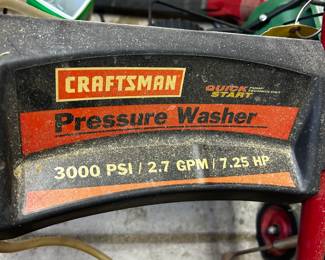 CRAFTSMAN
QUICK
START
Pressure Washer
3000 PSI / 2.7 GPM / 7.25 HP